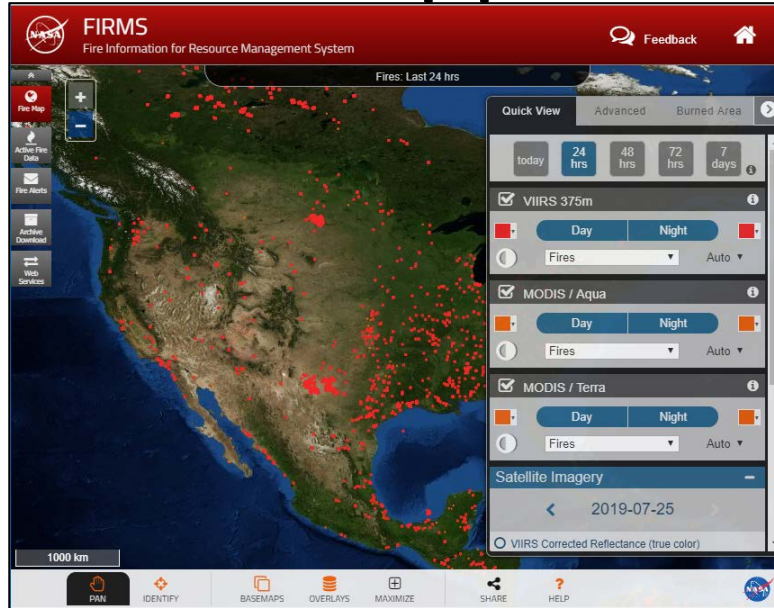 NASA
FIRMS
Fire Information for Resource Management System
Feedback
Fires: Last 24 hrs
Fire Map
Active Fire
Data
Fire Alerts
Archive
Download
Web
Services
+
−
Quick View
Advanced
Burned Area
today
24
hrs
48
hrs
72
hrs
7
days
VIIRS 375m
Day
Night
Fires
Auto
MODIS / Aqua
Day
Night
Fires
Auto
MODIS / Terra
Day
Night
Fires
Auto
Satellite Imagery
2019-07-25
VIIRS Corrected Reflectance (true color)
1000 km
PAN
IDENTIFY
BASEMAPS
OVERLAYS
MAXIMIZE
SHARE
HELP
NASA